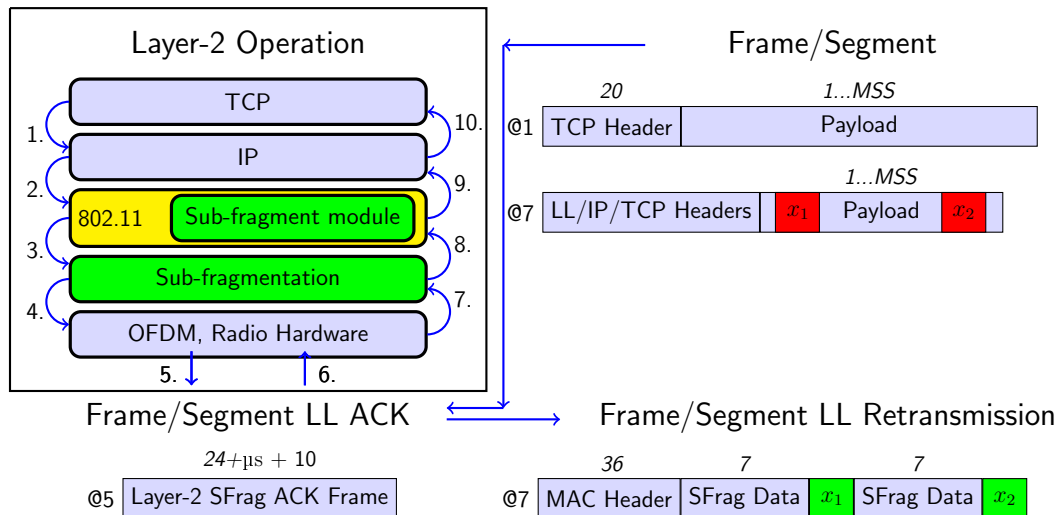 Layer-2 Operation
TCP
IP
802.11
Sub-fragment module
Sub-fragmentation
OFDM, Radio Hardware
1.
2.
3.
4.
5.
6.
7.
8.
9.
10.
Frame/Segment
20
1...MSS
@1
TCP Header
Payload
1...MSS
@7
LL/IP/TCP Headers
x₁
Payload
x₂
Frame/Segment LL ACK
24+µs + 10
@5
Layer-2 SFrag ACK Frame
Frame/Segment LL Retransmission
36
7
7
@7
MAC Header
SFrag Data
x₁
SFrag Data
x₂